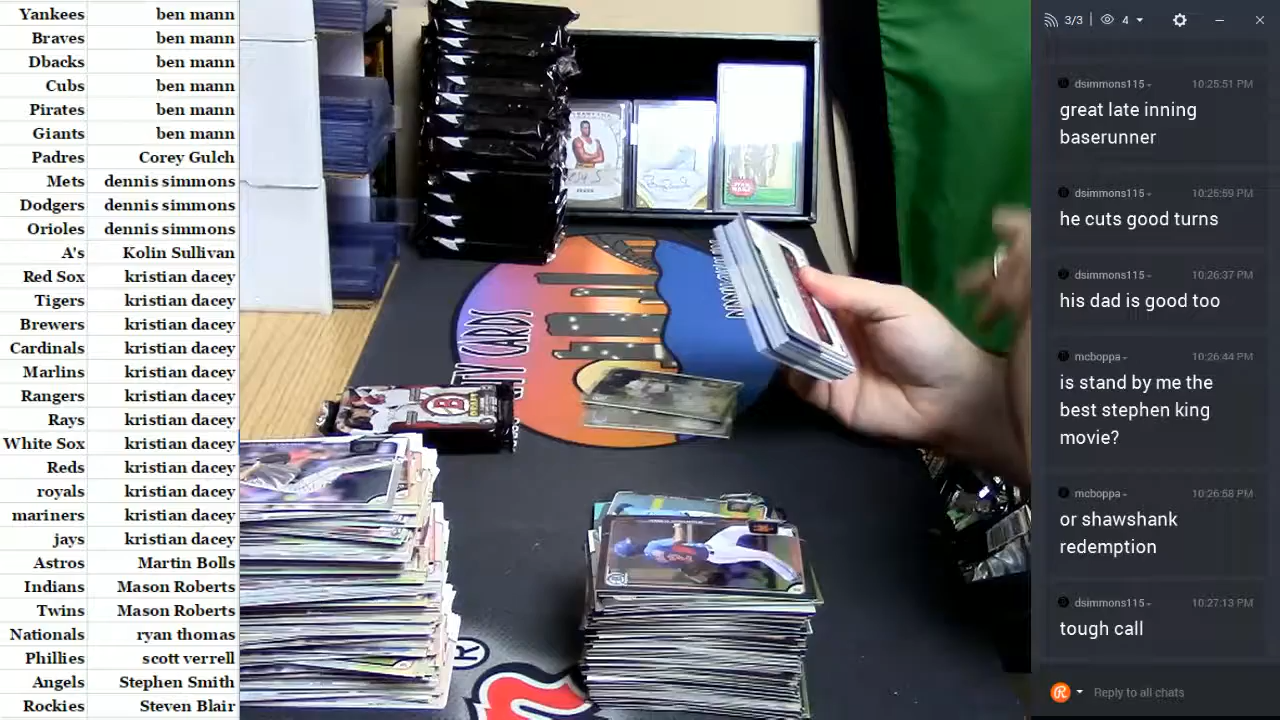 Yankees ben mann
Braves ben mann
Dbacks ben mann
Cubs ben mann
Pirates ben mann
Giants ben mann
Padres Corey Gulch
Mets dennis simmons
Dodgers dennis simmons
Orioles dennis simmons
A's Kolin Sullivan
Red Sox kristian dacey
Tigers kristian dacey
Brewers kristian dacey
Cardinals kristian dacey
Marlins kristian dacey
Rangers kristian dacey
Rays kristian dacey
White Sox kristian dacey
Reds kristian dacey
royals kristian dacey
mariners kristian dacey
jays kristian dacey
Astros Martin Bolls
Indians Mason Roberts
Twins Mason Roberts
Nationals ryan thomas
Phillies scott verrell
Angels Stephen Smith
Rockies Steven Blair
CARDS
B
STAR
WARS
R
3/3 4
dsimmons115 10:25:51 PM
great late inning
baserunner
dsimmons115 10:25:59 PM
he cuts good turns
dsimmons115 10:26:37 PM
his dad is good too
mcboppa 10:26:44 PM
is stand by me the
best stephen king
movie?
mcboppa 10:26:58 PM
or shawshank
redemption
dsimmons115 10:27:13 PM
tough call
Reply to all chats